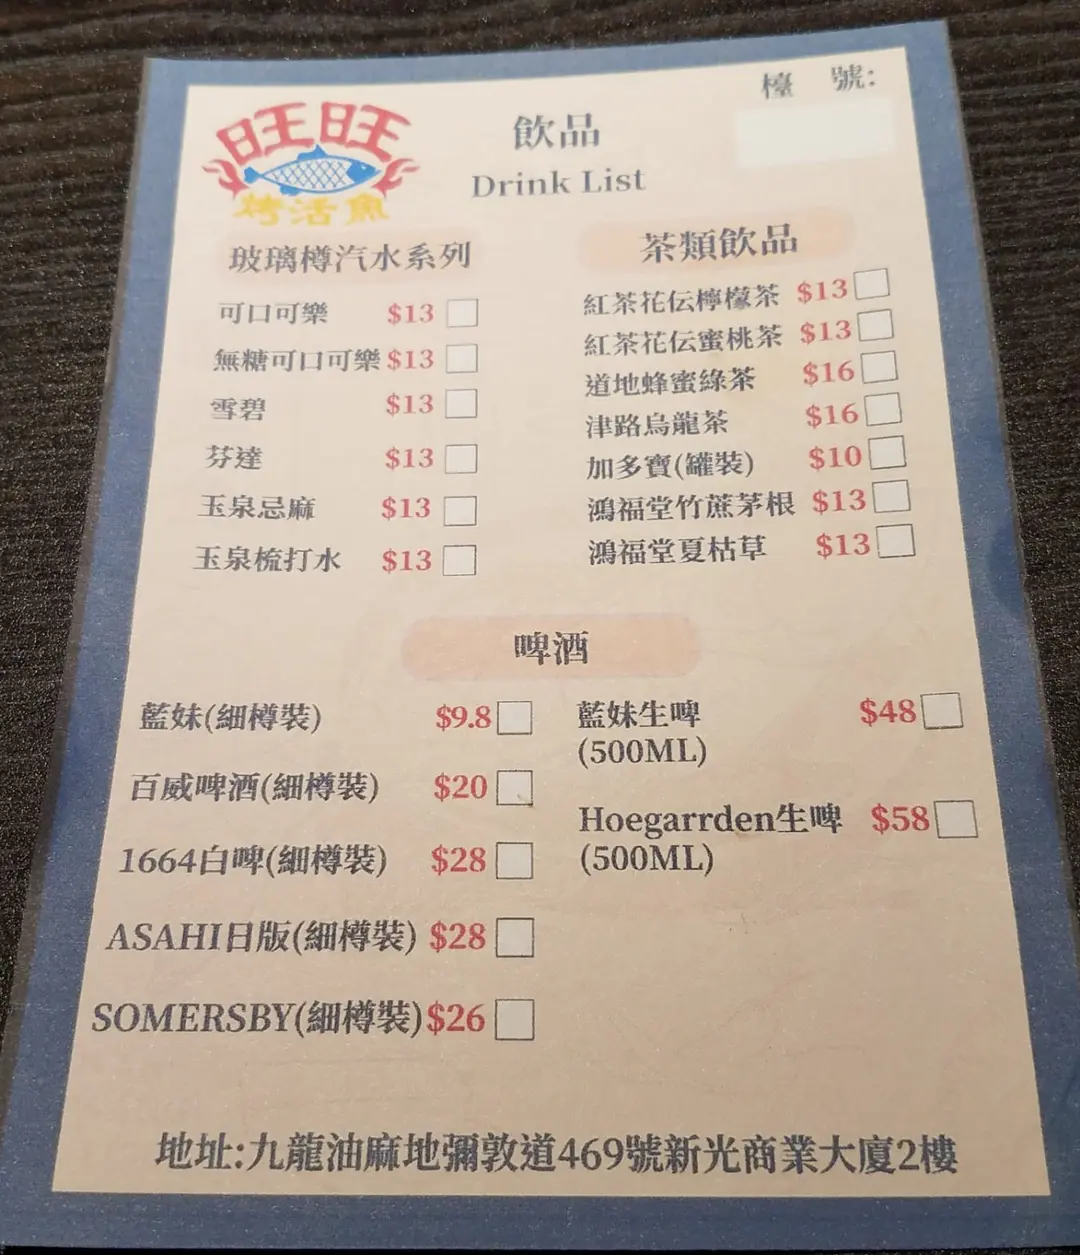 檯 號:
旺旺
烤活魚
飲品
Drink List
玻璃樽汽水系列
可口可樂 $13
無糖可口可樂 $13
雪碧 $13
芬達 $13
玉泉忌廉 $13
玉泉梳打水 $13
茶類飲品
紅茶花伝檸檬茶 $13
紅茶花伝蜜桃茶 $13
道地蜂蜜綠茶 $16
津路烏龍茶 $16
加多寶(罐裝) $10
鴻福堂竹蔗茅根 $13
鴻福堂夏枯草 $13
啤酒
藍妹(細樽裝) $9.8
百威啤酒(細樽裝) $20
1664白啤(細樽裝) $28
ASAHI日版(細樽裝) $28
SOMERSBY(細樽裝) $26
藍妹生啤 $48
(500ML)
Hoegarrden生啤 $58
(500ML)
地址:九龍油麻地彌敦道469號新光商業大廈2樓